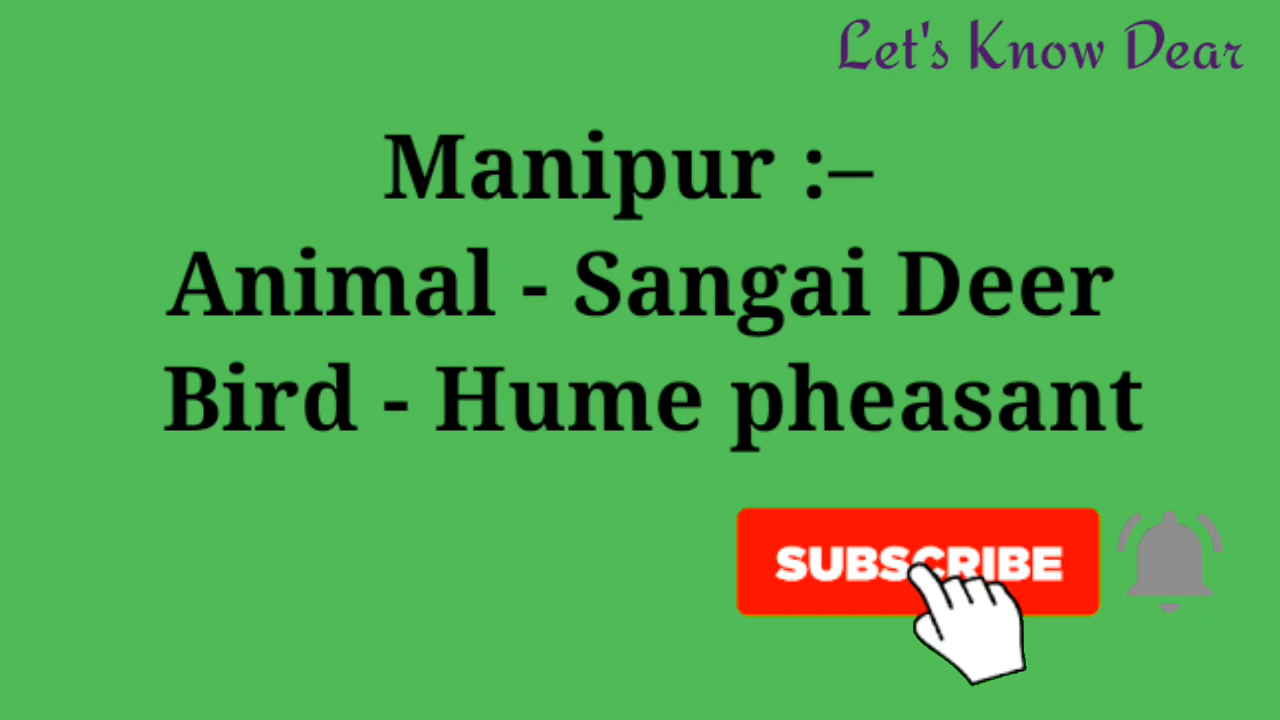 Let's Know Dear
Manipur :–
Animal - Sangai Deer
Bird - Hume pheasant
SUBSCRIBE